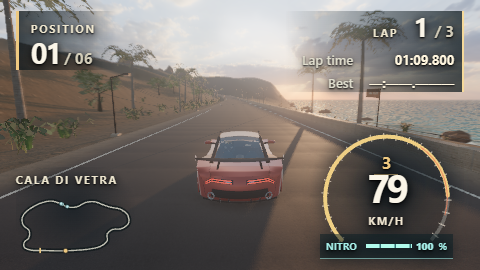 POSITION
01 / 06
LAP 1 / 3
Lap time 01:09.800
Best
CALA DI VETRA
3
79
KM/H
NITRO 100 %